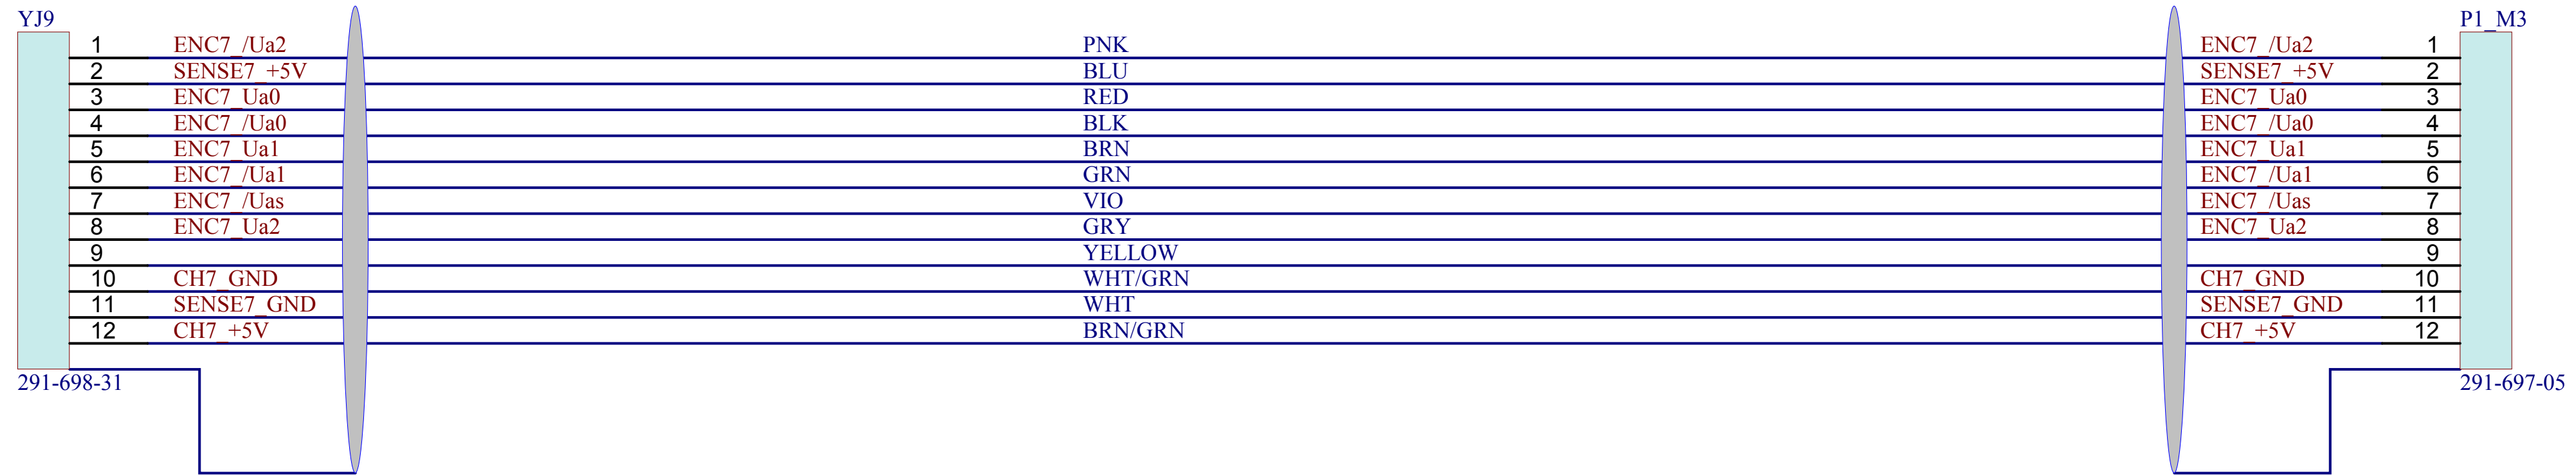 YJ9 P1_M3
1 ENC7_/Ua2 PNK ENC7_/Ua2 1
2 SENSE7_+5V BLU SENSE7_+5V 2
3 ENC7_Ua0 RED ENC7_Ua0 3
4 ENC7_/Ua0 BLK ENC7_/Ua0 4
5 ENC7_Ua1 BRN ENC7_Ua1 5
6 ENC7_/Ua1 GRN ENC7_/Ua1 6
7 ENC7_/Uas VIO ENC7_/Uas 7
8 ENC7_Ua2 GRY ENC7_Ua2 8
9 YELLOW 9
10 CH7_GND WHT/GRN CH7_GND 10
11 SENSE7_GND WHT SENSE7_GND 11
12 CH7_+5V BRN/GRN CH7_+5V 12
291-698-31 291-697-05